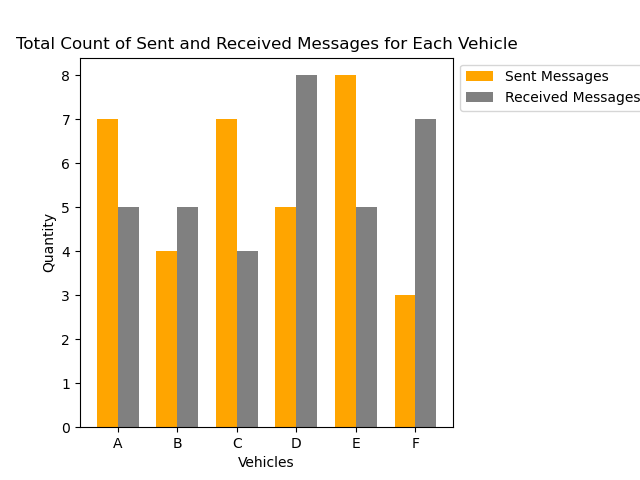 Total Count of Sent and Received Messages for Each Vehicle
Sent Messages
Received Messages
8
7
6
5
4
3
2
1
0
Quantity
A B C D E F
Vehicles